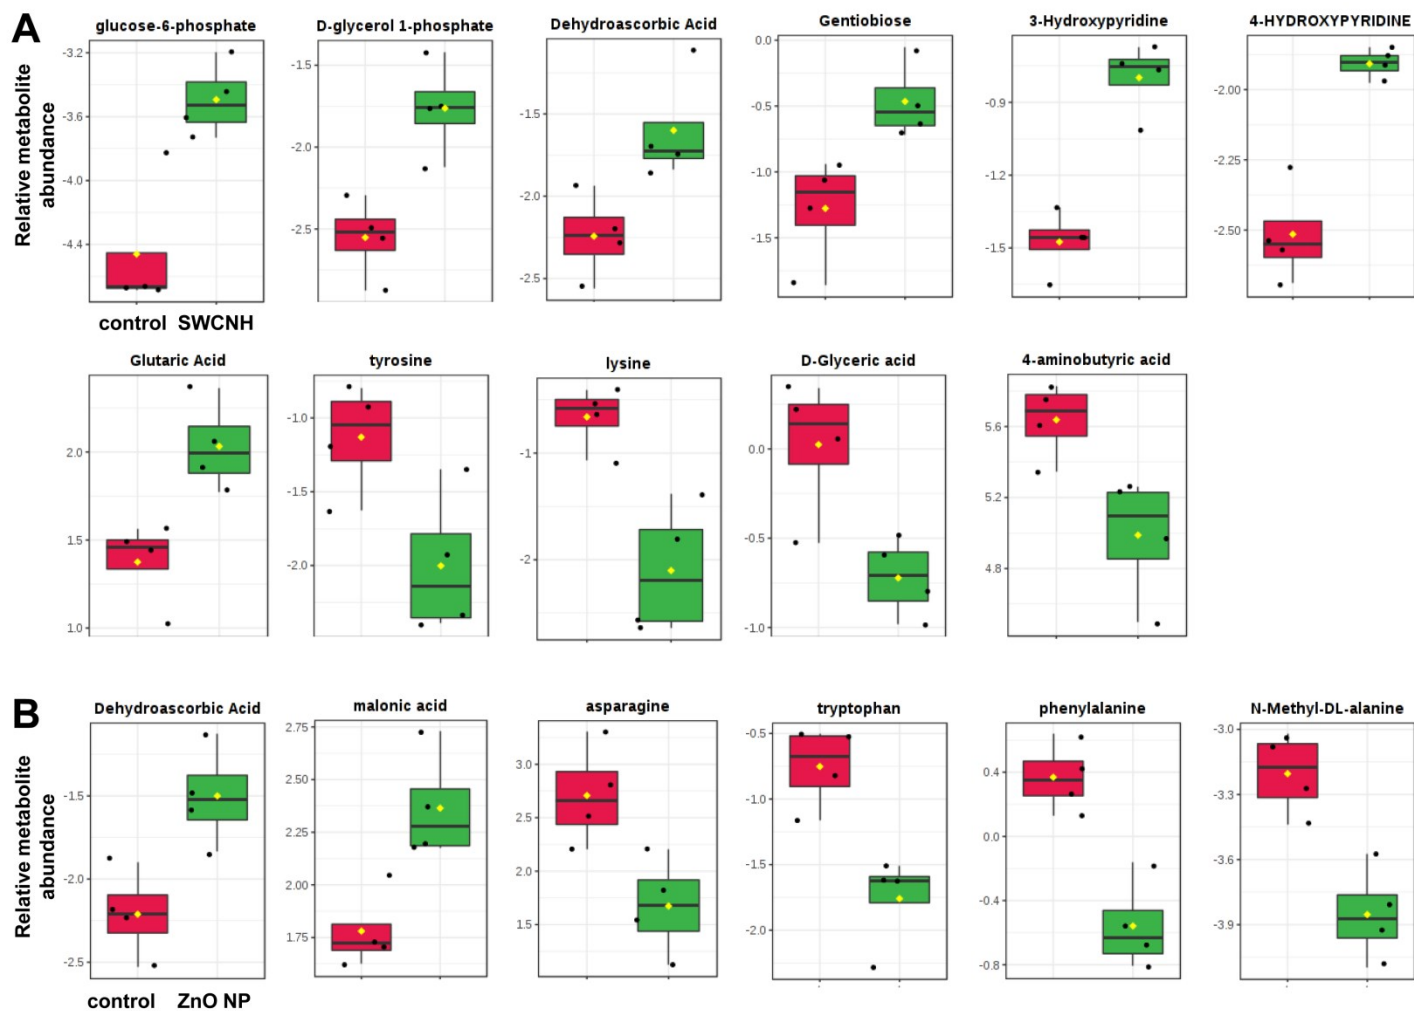 A
glucose-6-phosphate
D-glycerol 1-phosphate
Dehydroascorbic Acid
Gentiobiose
3-Hydroxypyridine
4-HYDROXYPYRIDINE
Relative metabolite
abundance
-3.2
-3.6
-4.0
-4.4
-1.5
-2.0
-2.5
-1.5
-2.0
-2.5
0.0
-0.5
-1.0
-1.5
-0.9
-1.2
-1.5
-2.00
-2.25
-2.50
control SWCNH
Glutaric Acid
tyrosine
lysine
D-Glyceric acid
4-aminobutyric acid
2.0
1.5
1.0
-1.0
-1.5
-2.0
-1
-2
0.0
-0.5
-1.0
5.6
5.2
4.8
B
Dehydroascorbic Acid
malonic acid
asparagine
tryptophan
phenylalanine
N-Methyl-DL-alanine
Relative metabolite
abundance
-1.5
-2.0
-2.5
2.75
2.50
2.25
2.00
1.75
3.0
2.5
2.0
1.5
-0.5
-1.0
-1.5
-2.0
0.4
0.0
-0.4
-0.8
-3.0
-3.3
-3.6
-3.9
control ZnO NP